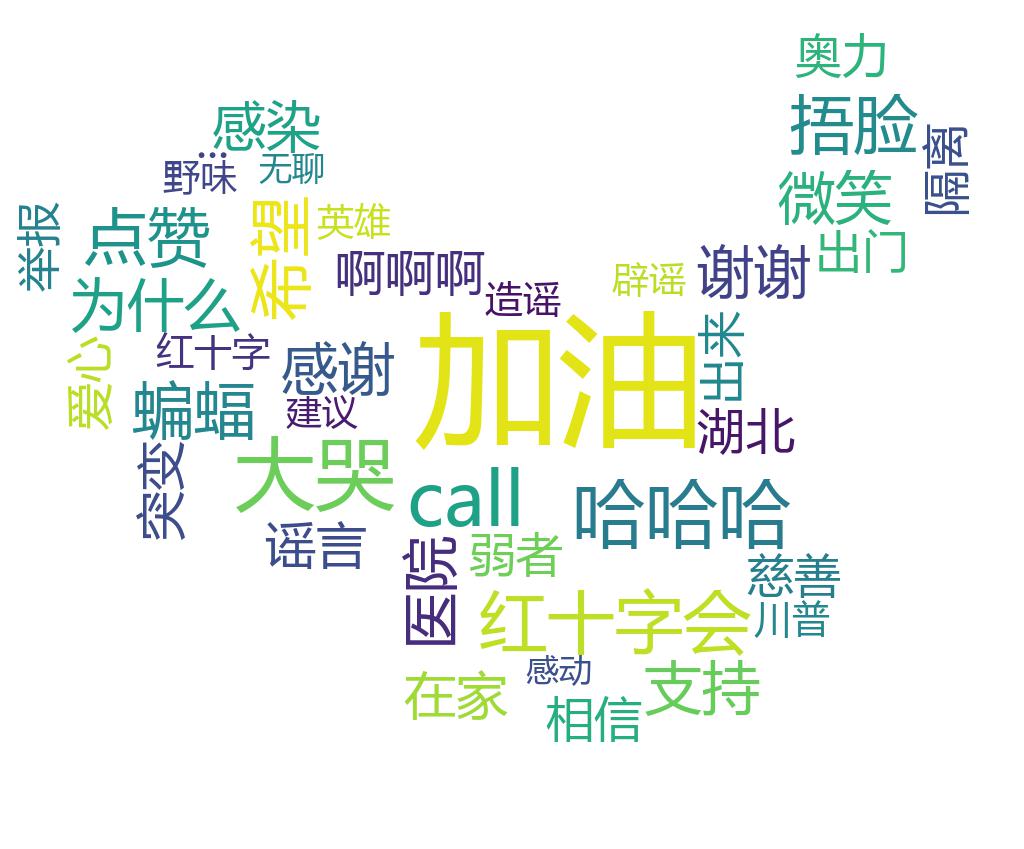 奥力
捂脸
感染
隔离
...
野味
无聊
微笑
举报
点赞
希望
英雄
出门
啊啊啊
谢谢
辟谣
造谣
为什么
加油
出来
红十字
感谢
爱心
蝙蝠
建议
湖北
突变
大哭
call
哈哈哈
谣言
医院
弱者
慈善
红十字会
川普
感动
支持
在家
相信